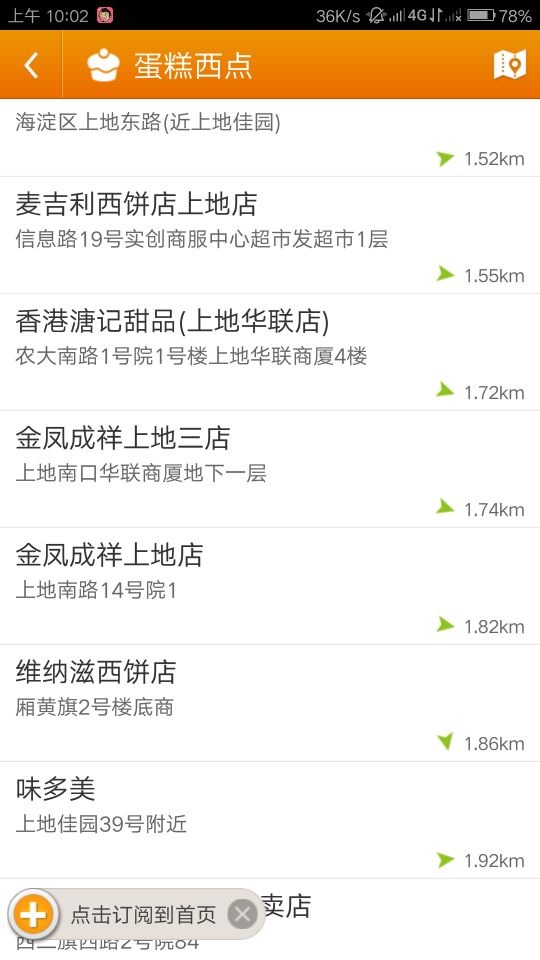 上午 10:02 36K/s 4G 78%
蛋糕西点
海淀区上地东路(近上地佳园)
1.52km
麦吉利西饼店上地店
信息路19号实创商服中心超市发超市1层
1.55km
香港溏记甜品(上地华联店)
农大南路1号院1号楼上地华联商厦4楼
1.72km
金凤成祥上地三店
上地南口华联商厦地下一层
1.74km
金凤成祥上地店
上地南路14号院1
1.82km
维纳滋西饼店
厢黄旗2号楼底商
1.86km
味多美
上地佳园39号附近
1.92km
卖店
点击订阅到首页
西二旗西路2号院84